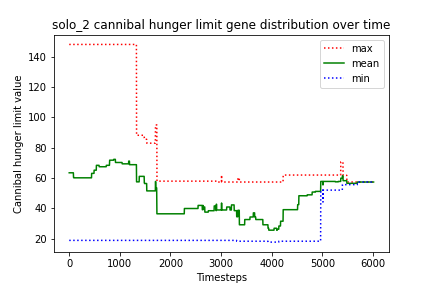 solo_2 cannibal hunger limit gene distribution over time
Cannibal hunger limit value
140
120
100
80
60
40
20
max
mean
min
0
1000
2000
3000
4000
5000
6000
Timesteps